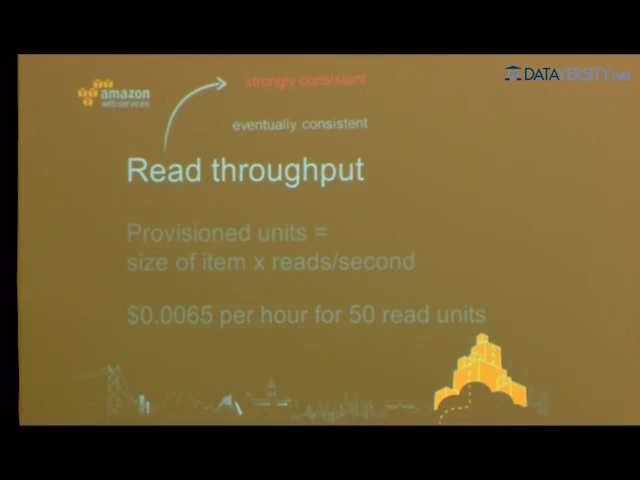 DATAVERSITY.net
amazon
webservices
strongly consistent
eventually consistent
Read throughput
Provisioned units =
size of item x reads/second
$0.0065 per hour for 50 read units